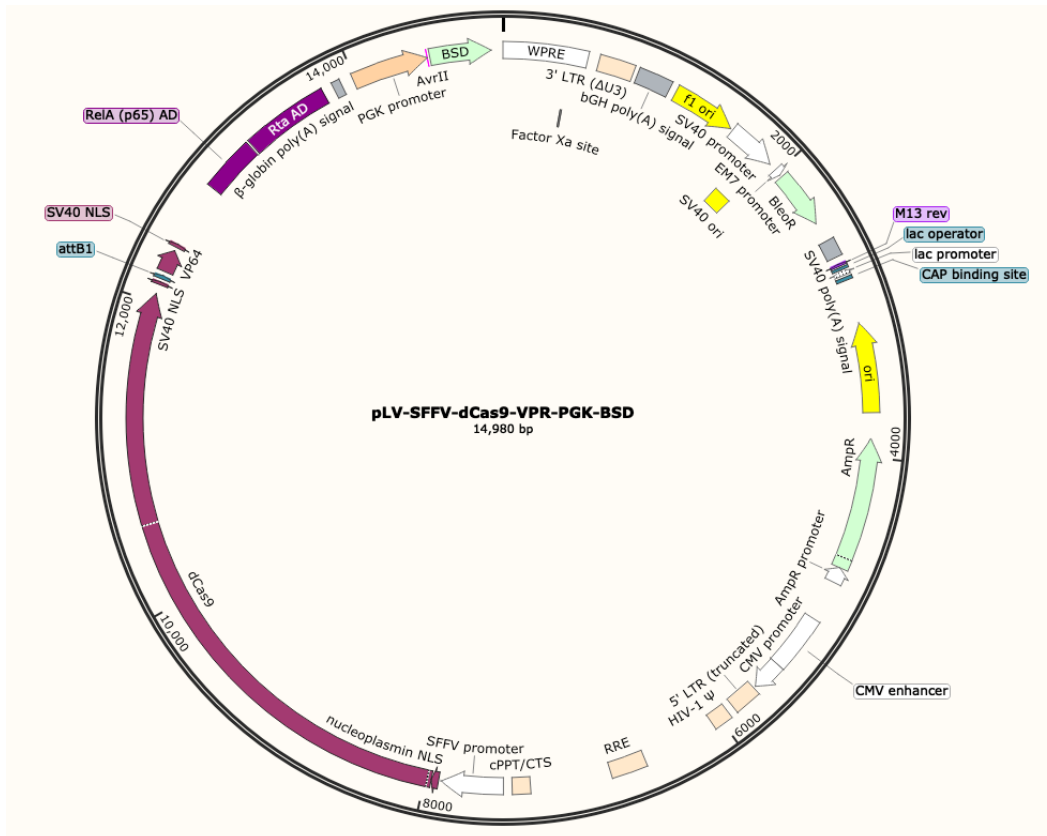 BSD
WPRE
14,000
AvrII
PGK promoter
3' LTR (ΔU3)
bGH poly(A) signal
f1 ori
SV40 promoter
2000
EM7 promoter
BleoR
Factor Xa site
SV40 ori
RelA (p65) AD
Rta AD
β-globin poly(A) signal
SV40 NLS
attB1
VP64
SV40 NLS
12,000
M13 rev
lac operator
lac promoter
CAP binding site
SV40 poly(A) signal
ori
pLV-SFFV-dCas9-VPR-PGK-BSD
14,980 bp
4000
AmpR
AmpR promoter
CMV promoter
CMV enhancer
5' LTR (truncated)
HIV-1 Ψ
6000
RRE
cPPT/CTS
SFFV promoter
nucleoplasmin NLS
8000
dCas9
10,000